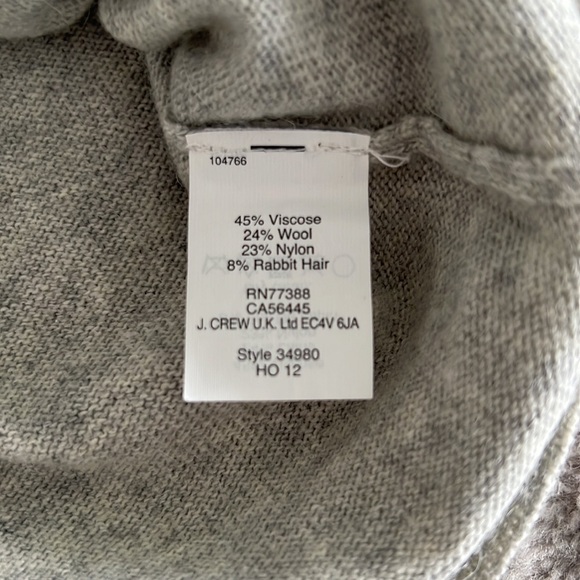 104766
45% Viscose
24% Wool
23% Nylon
8% Rabbit Hair
RN77388
CA56445
J. CREW U.K. Ltd EC4V 6JA
Style 34980
HO 12